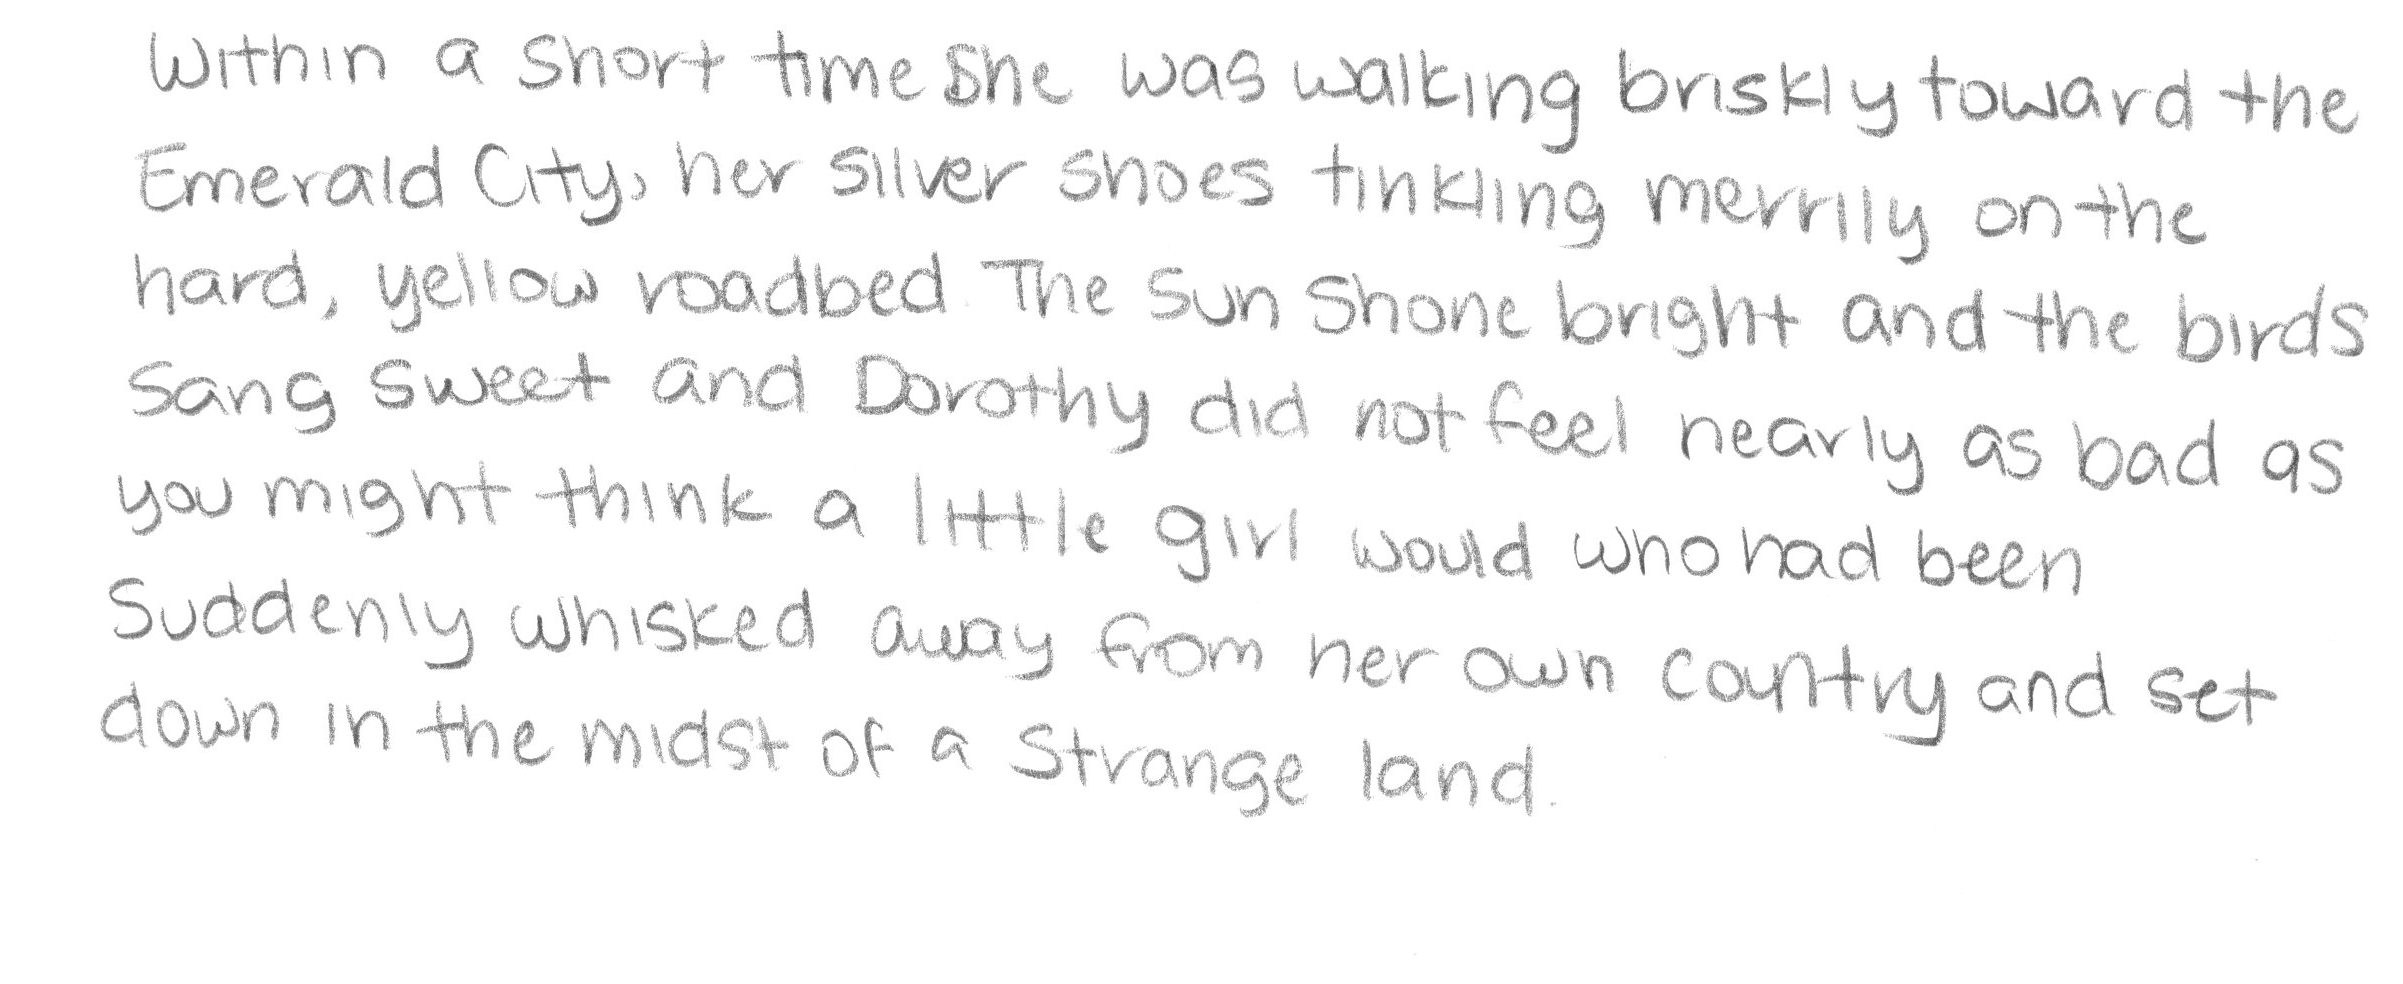 Within a short time she was walking briskly toward the
Emerald City, her silver shoes tinkling merrily on the
hard, yellow roadbed. The sun shone bright and the birds
sang sweet and Dorothy did not feel nearly as bad as
you might think a little girl would who had been
suddenly whisked away from her own country and set
down in the midst of a strange land.